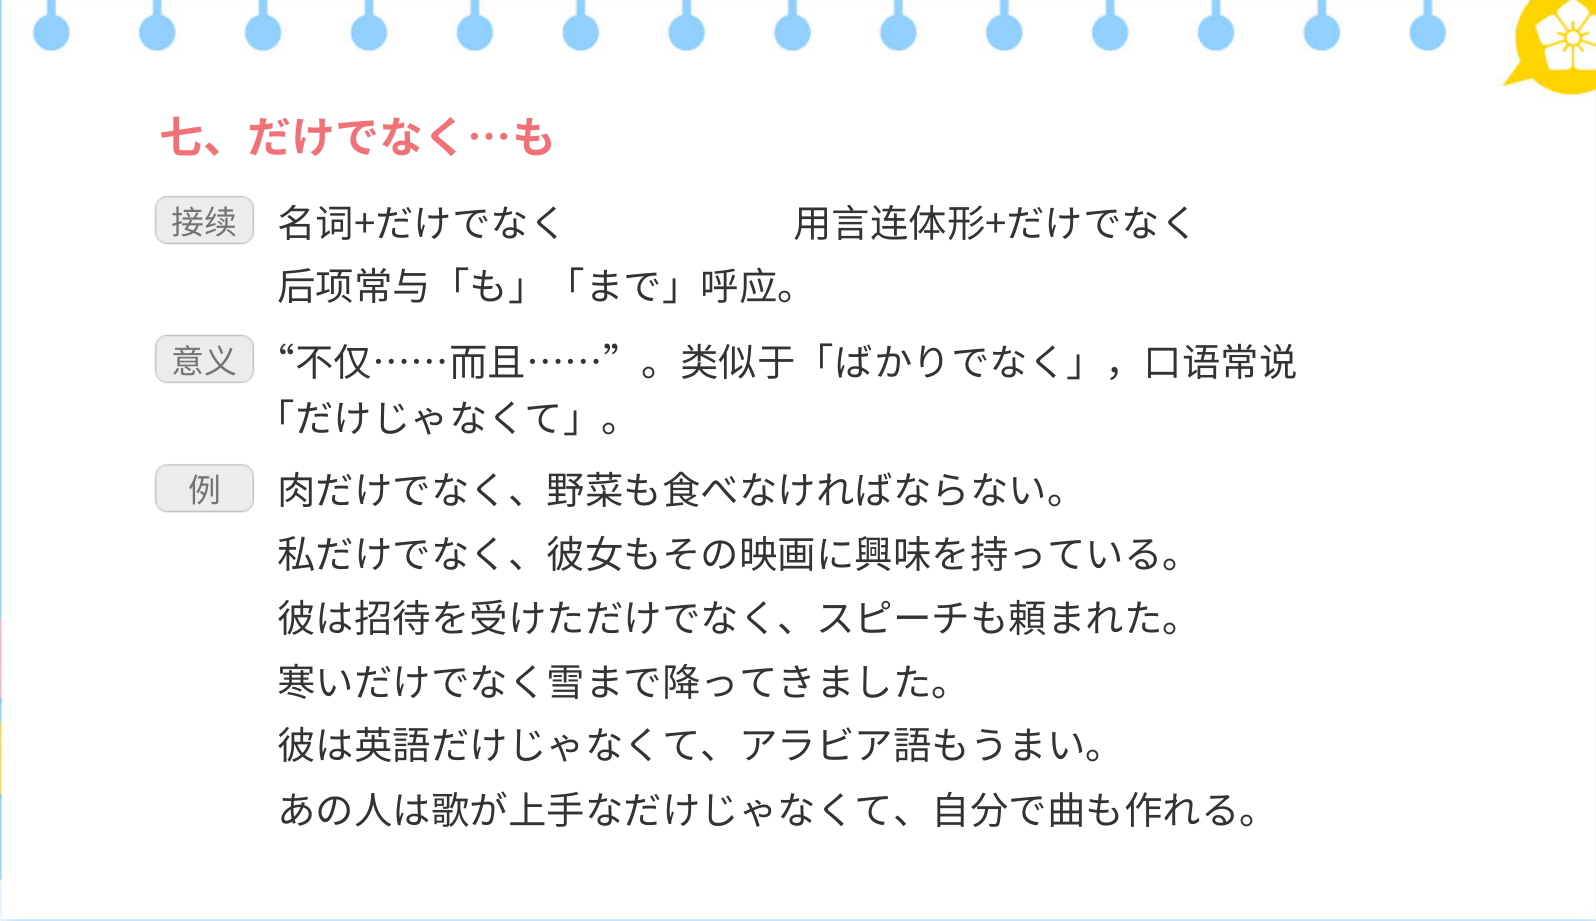 七、だけでなく…も
接续 名词+だけでなく 用言连体形+だけでなく
后项常与「も」「まで」呼应。
意义 “不仅……而且……”。类似于「ばかりでなく」，口语常说
「だけじゃなくて」。
例 肉だけでなく、野菜も食べなければならない。
私だけでなく、彼女もその映画に興味を持っている。
彼は招待を受けただけでなく、スピーチも頼まれた。
寒いだけでなく雪まで降ってきました。
彼は英語だけじゃなくて、アラビア語もうまい。
あの人は歌が上手なだけじゃなくて、自分で曲も作れる。